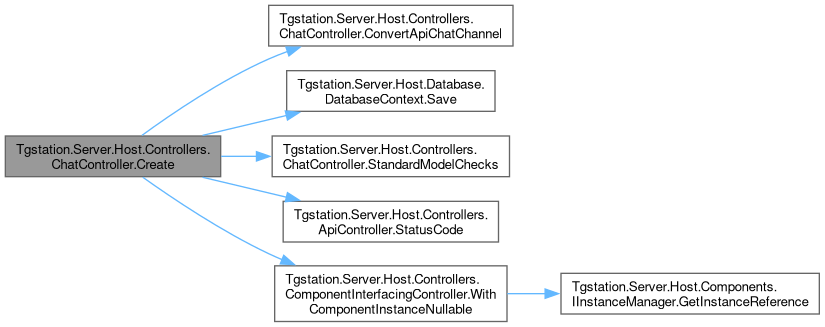 Tgstation.Server.Host.Controllers.
ChatController.Create
Tgstation.Server.Host.Controllers.
ChatController.ConvertApiChatChannel
Tgstation.Server.Host.Database.
DatabaseContext.Save
Tgstation.Server.Host.Controllers.
ChatController.StandardModelChecks
Tgstation.Server.Host.Controllers.
ApiController.StatusCode
Tgstation.Server.Host.Controllers.
ComponentInterfacingController.With
ComponentInstanceNullable
Tgstation.Server.Host.Components.
IInstanceManager.GetInstanceReference